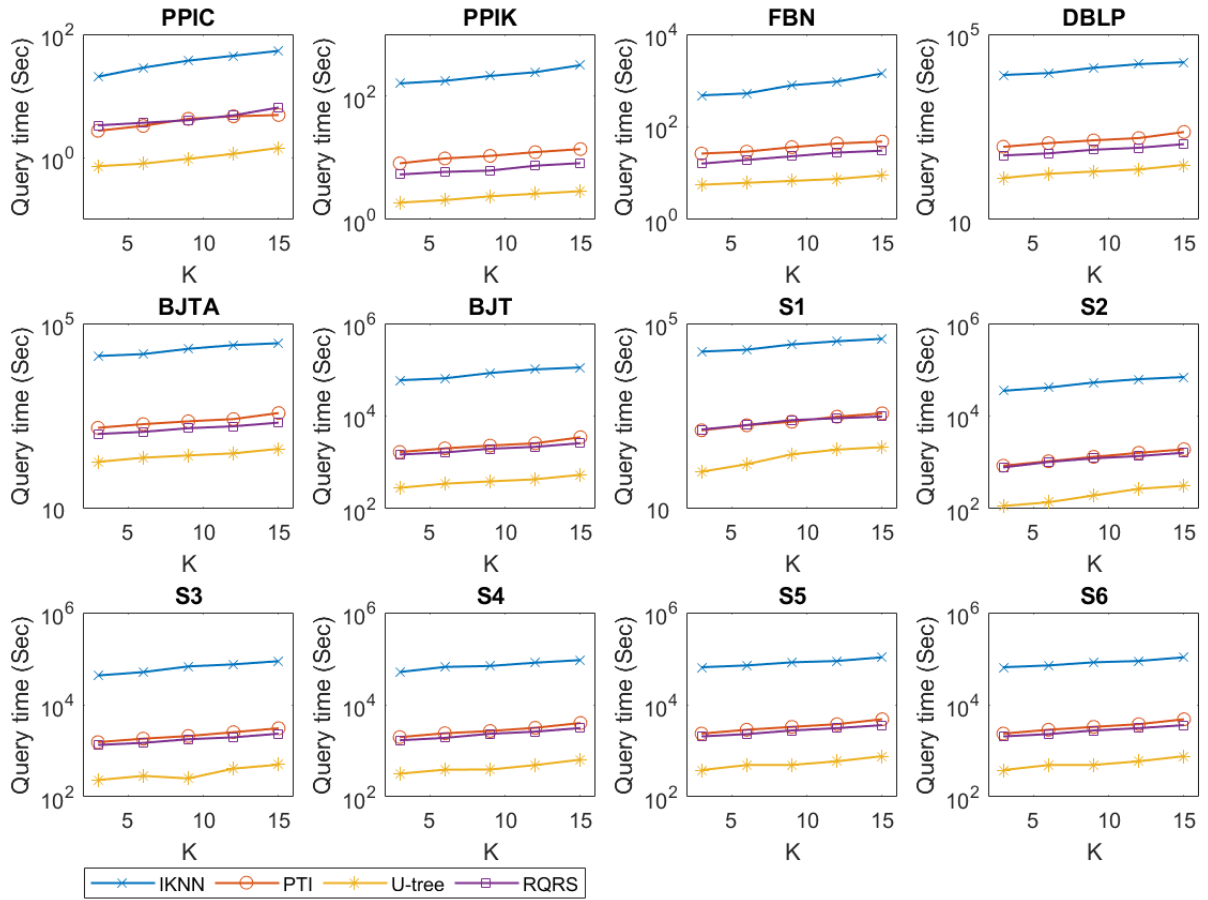 PPIC PPIK FBN DBLP
Query time (Sec) Query time (Sec) Query time (Sec) Query time (Sec)
10^2 10^2 10^4 10^5
10^0 10^0 10^2 10
10^0
5 10 15 5 10 15 5 10 15 5 10 15
K K K K
BJTA BJT S1 S2
Query time (Sec) Query time (Sec) Query time (Sec) Query time (Sec)
10^5 10^6 10^5 10^6
10^4 10^4
10 10^2 10 10^2
5 10 15 5 10 15 5 10 15 5 10 15
K K K K
S3 S4 S5 S6
Query time (Sec) Query time (Sec) Query time (Sec) Query time (Sec)
10^6 10^6 10^6 10^6
10^4 10^4 10^4 10^4
10^2 10^2 10^2 10^2
5 10 15 5 10 15 5 10 15 5 10 15
K K K K
IKNN PTI U-tree RQRS